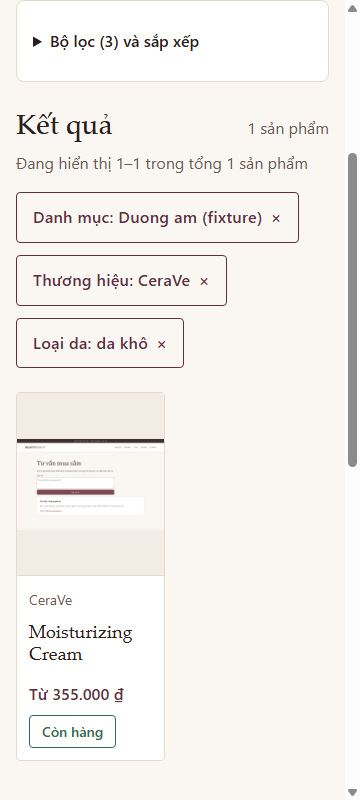 ▶ Bộ lọc (3) và sắp xếp
Kết quả
1 sản phẩm
Đang hiển thị 1–1 trong tổng 1 sản phẩm
Danh mục: Duong am (fixture) ×
Thương hiệu: CeraVe ×
Loại da: da khô ×
Tư vấn mua sắm
CeraVe
Moisturizing
Cream
Từ 355.000 ₫
Còn hàng